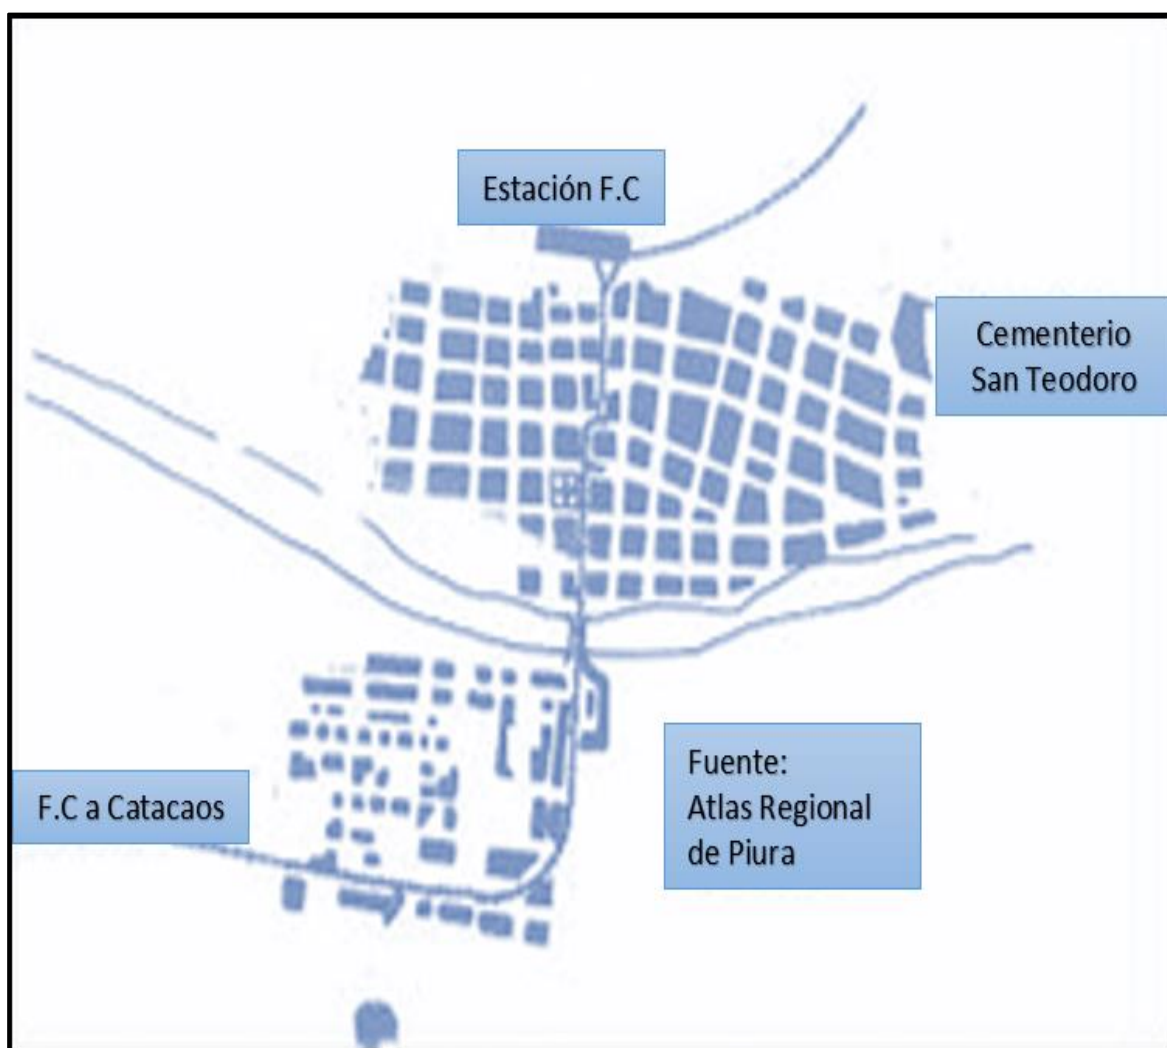 Estación F.C
Cementerio
San Teodoro
F.C a Catacaos
Fuente:
Atlas Regional
de Piura